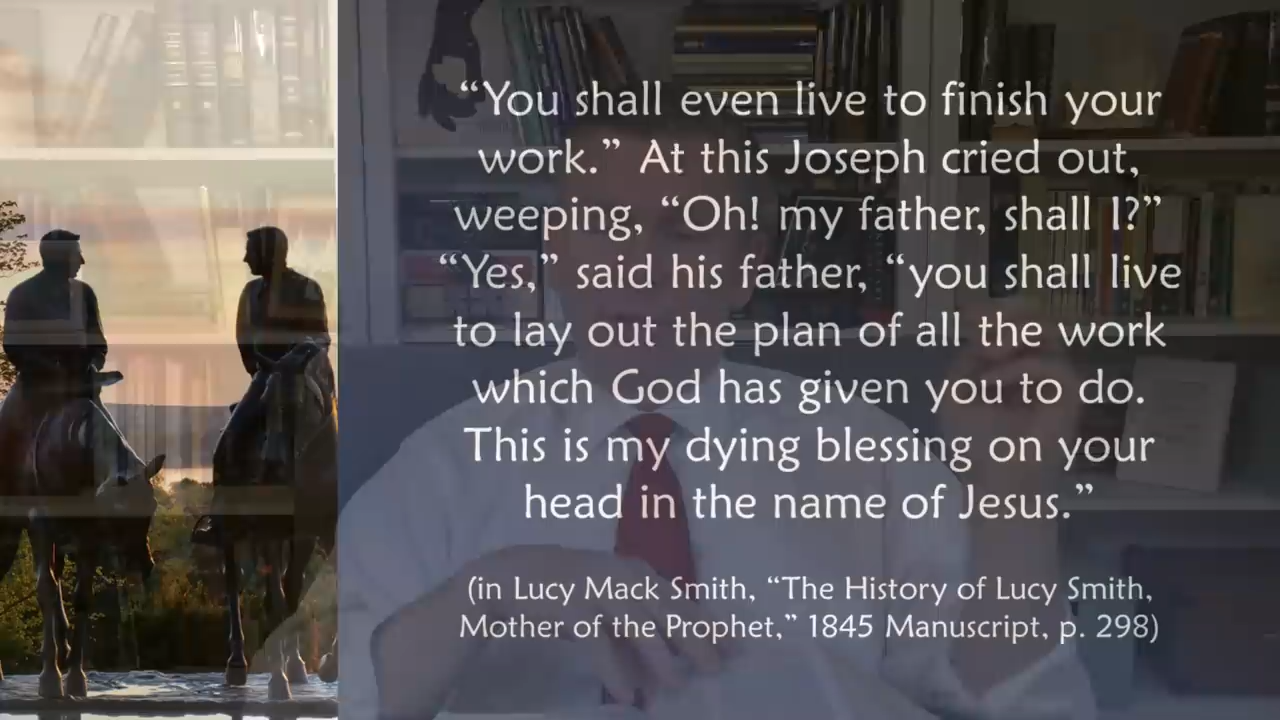 “You shall even live to finish your
work.” At this Joseph cried out,
weeping, “Oh! my father, shall I?”
“Yes,” said his father, “you shall live
to lay out the plan of all the work
which God has given you to do.
This is my dying blessing on your
head in the name of Jesus.”
(in Lucy Mack Smith, “The History of Lucy Smith,
Mother of the Prophet,” 1845 Manuscript, p. 298)